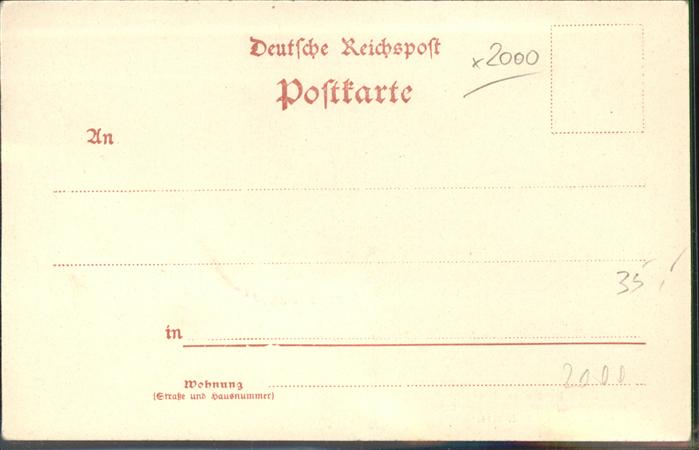 Deutſche Reichspost
x2000
Poſtkarte
An
35,-
in
2000
Wohnung
(Straße und Hausnummer)